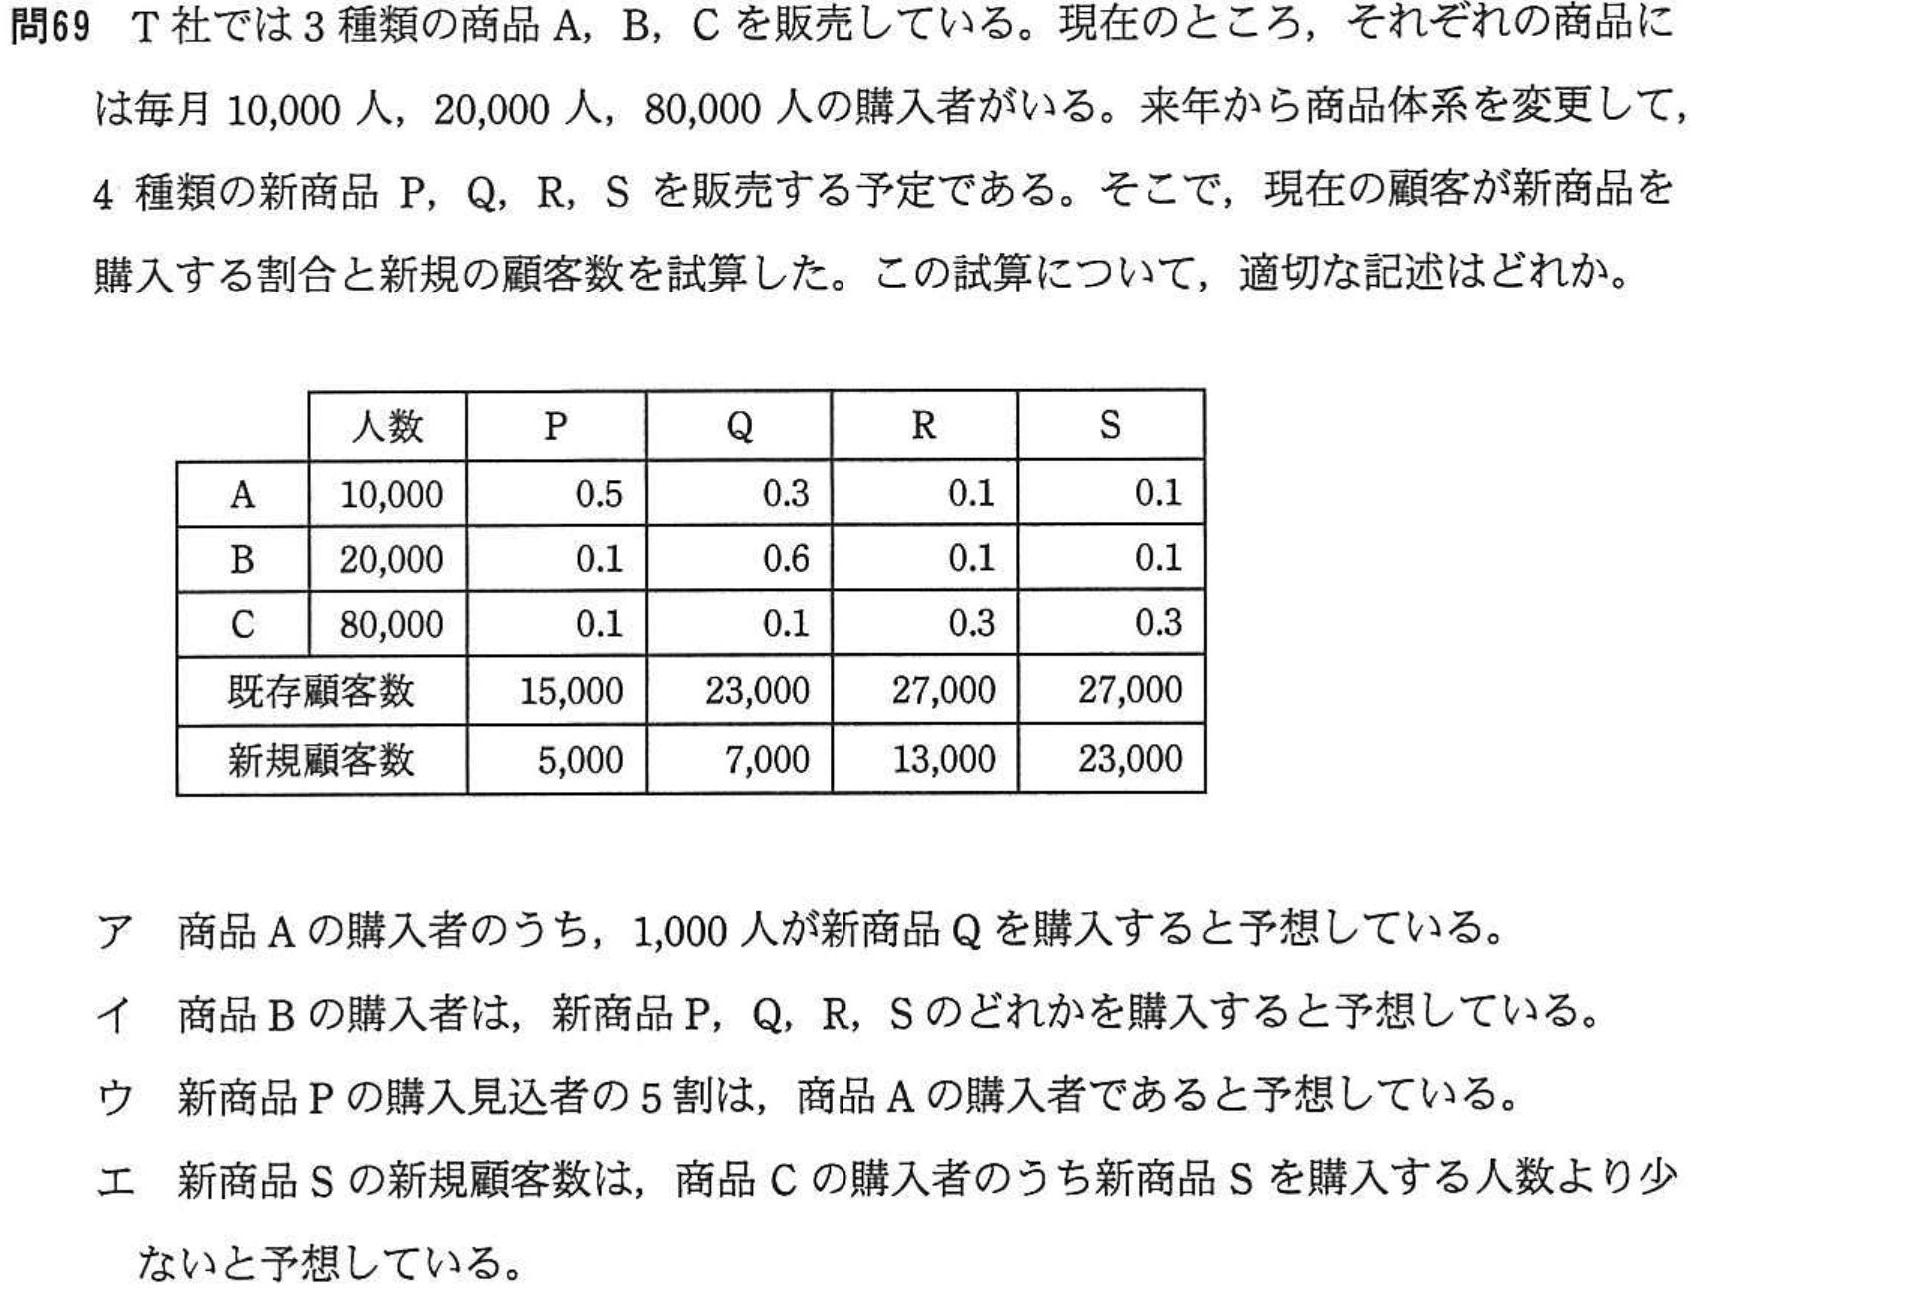 問69 T社では3種類の商品A，B，Cを販売している。現在のところ，それぞれの商品に
は毎月10,000人，20,000人，80,000人の購入者がいる。来年から商品体系を変更して，
4種類の新商品P，Q，R，Sを販売する予定である。そこで，現在の顧客が新商品を
購入する割合と新規の顧客数を試算した。この試算について，適切な記述はどれか。
人数 P Q R S
A 10,000 0.5 0.3 0.1 0.1
B 20,000 0.1 0.6 0.1 0.1
C 80,000 0.1 0.1 0.3 0.3
既存顧客数 15,000 23,000 27,000 27,000
新規顧客数 5,000 7,000 13,000 23,000
ア 商品Aの購入者のうち，1,000人が新商品Qを購入すると予想している。
イ 商品Bの購入者は，新商品P，Q，R，Sのどれかを購入すると予想している。
ウ 新商品Pの購入見込者の5割は，商品Aの購入者であると予想している。
エ 新商品Sの新規顧客数は，商品Cの購入者のうち新商品Sを購入する人数より少
ないと予想している。